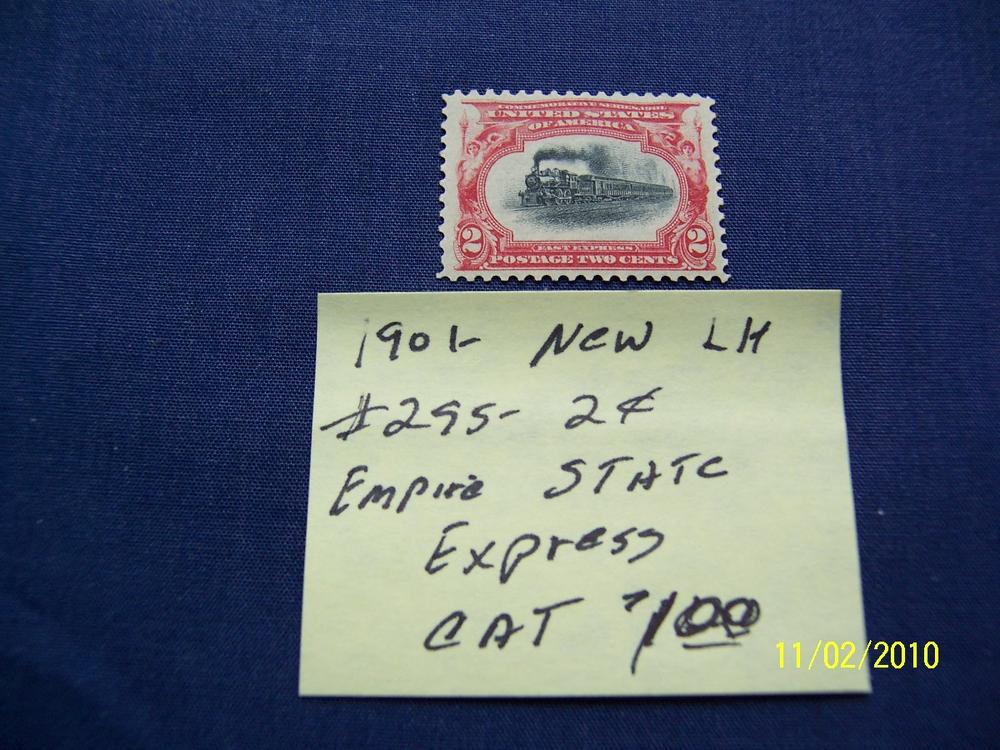 COMMEMORATIVE SERIES, 1901
UNITED STATES
OF AMERICA
FAST EXPRESS
2 2
POSTAGE TWO CENTS
1901- New LH
#295- 2¢
Empire STATE
Express
CAT
11/02/2010